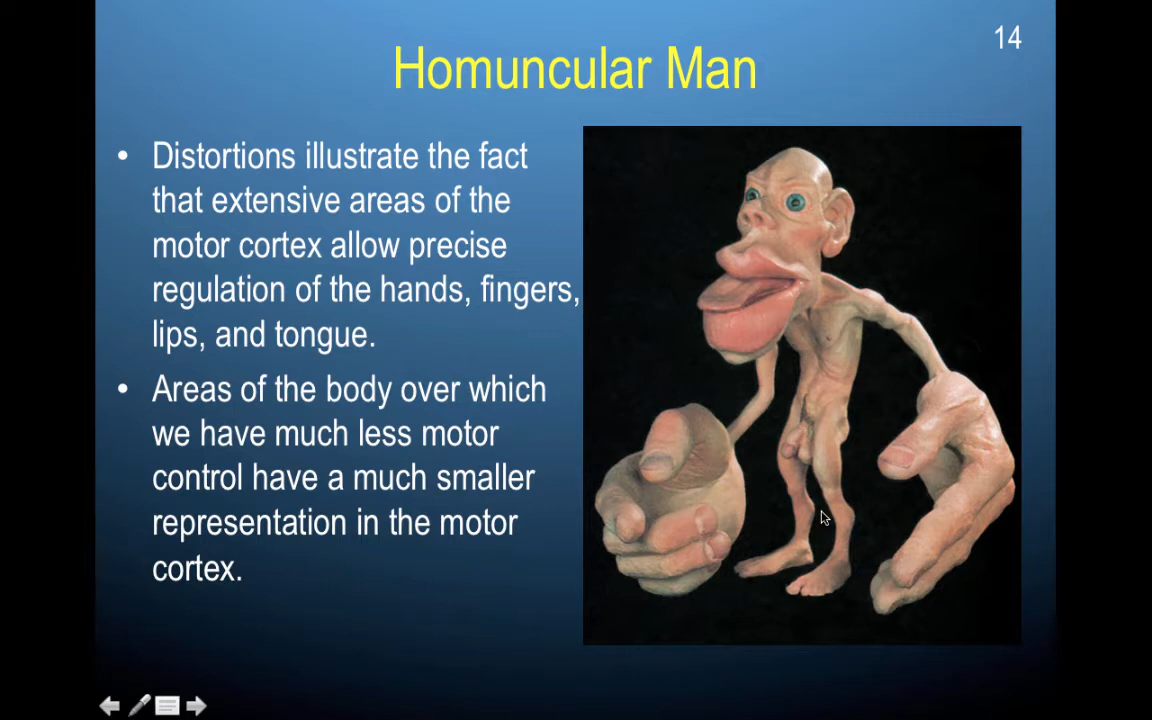 14
Homuncular Man
• Distortions illustrate the fact
that extensive areas of the
motor cortex allow precise
regulation of the hands, fingers,
lips, and tongue.
• Areas of the body over which
we have much less motor
control have a much smaller
representation in the motor
cortex.